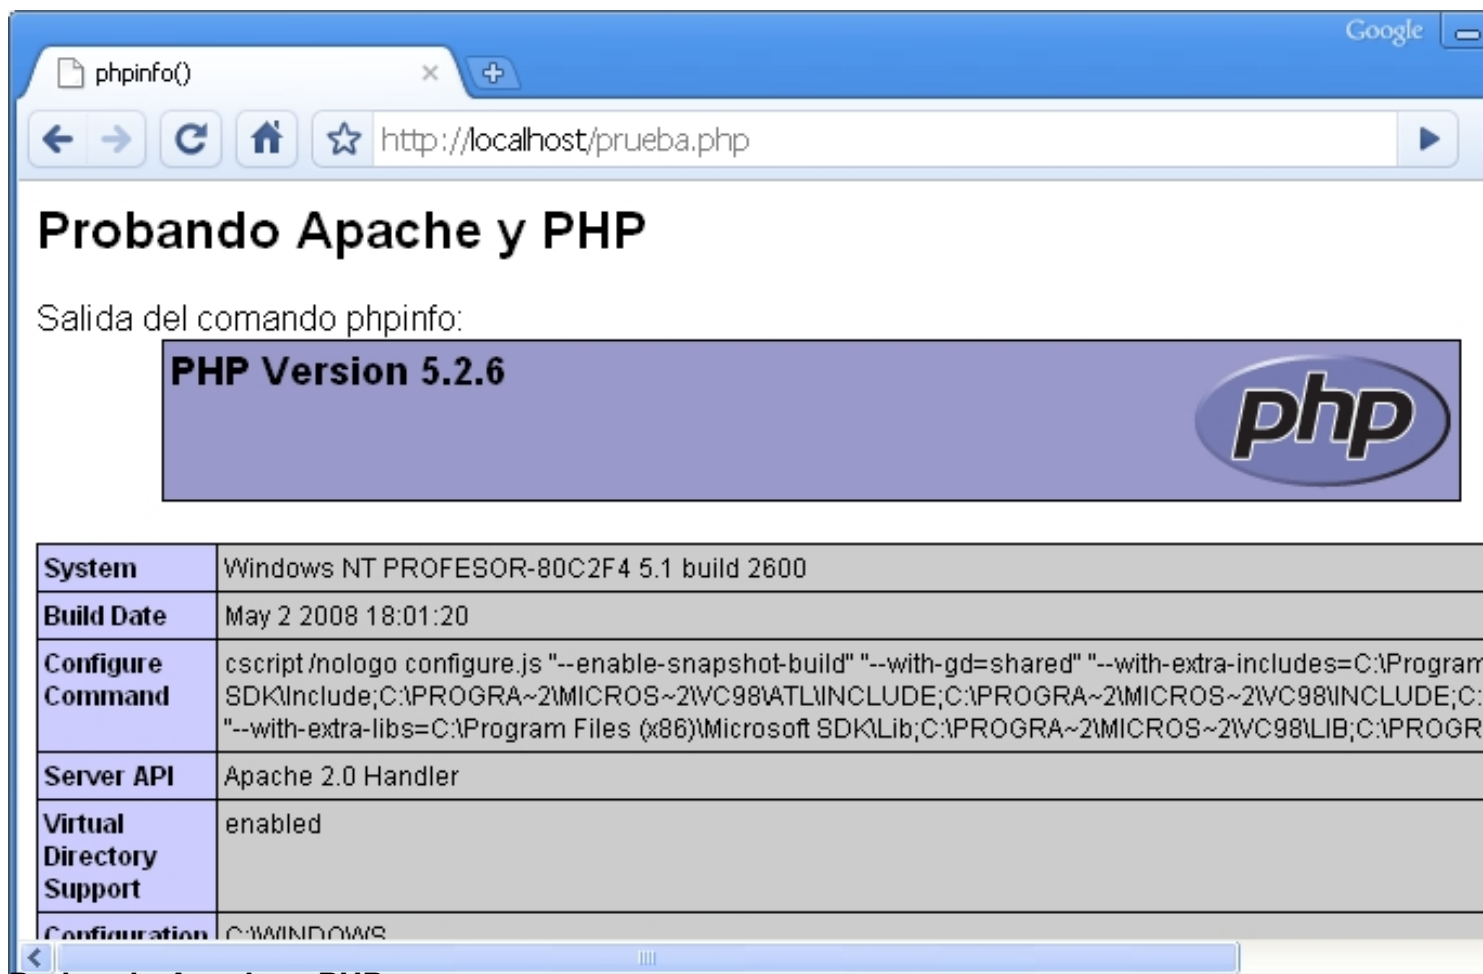 Google
phpinfo()
http://localhost/prueba.php
Probando Apache y PHP
Salida del comando phpinfo:
PHP Version 5.2.6
php
System Windows NT PROFESOR-80C2F4 5.1 build 2600
Build Date May 2 2008 18:01:20
Configure cscript /nologo configure.js "--enable-snapshot-build" "--with-gd=shared" "--with-extra-includes=C:\Program
Command SDK\Include;C:\PROGRA~2\MICROS~2\VC98\ATL\INCLUDE;C:\PROGRA~2\MICROS~2\VC98\INCLUDE;C:
"--with-extra-libs=C:\Program Files (x86)\Microsoft SDK\Lib;C:\PROGRA~2\MICROS~2\VC98\LIB;C:\PROGR
Server API Apache 2.0 Handler
Virtual enabled
Directory
Support
Configuration C:\WINDOWS